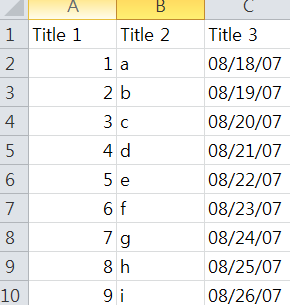 A B C
1 Title 1 Title 2 Title 3
2 1 a 08/18/07
3 2 b 08/19/07
4 3 c 08/20/07
5 4 d 08/21/07
6 5 e 08/22/07
7 6 f 08/23/07
8 7 g 08/24/07
9 8 h 08/25/07
10 9 i 08/26/07